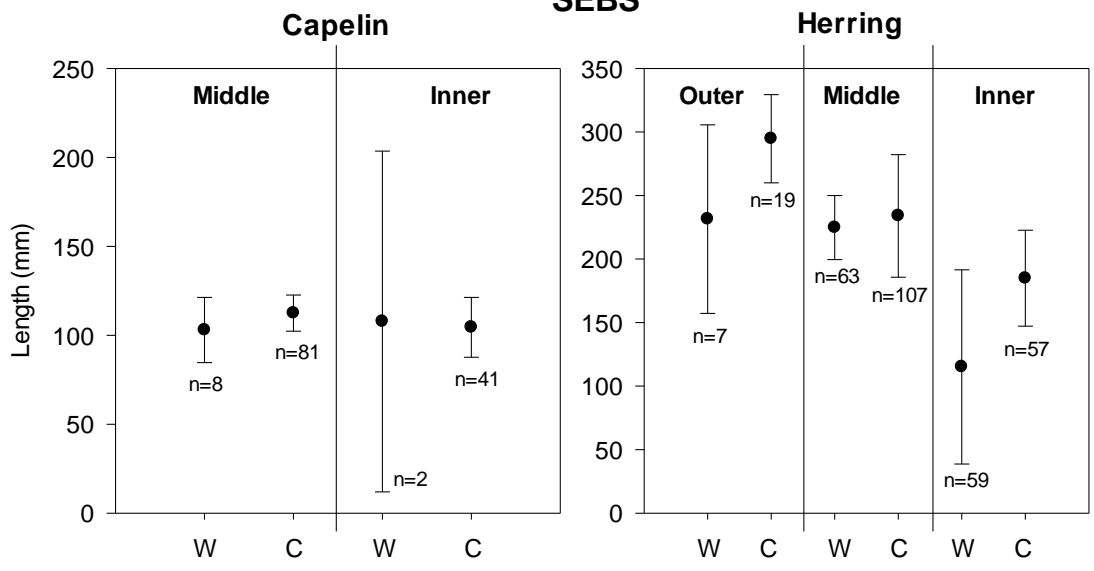 SEBS
Capelin
Herring
Length (mm)
250
200
150
100
50
0
Middle
Inner
n=8
n=81
n=2
n=41
W
C
W
C
350
300
250
200
150
100
50
0
Outer
Middle
Inner
n=7
n=19
n=63
n=107
n=59
n=57
W
C
W
C
W
C